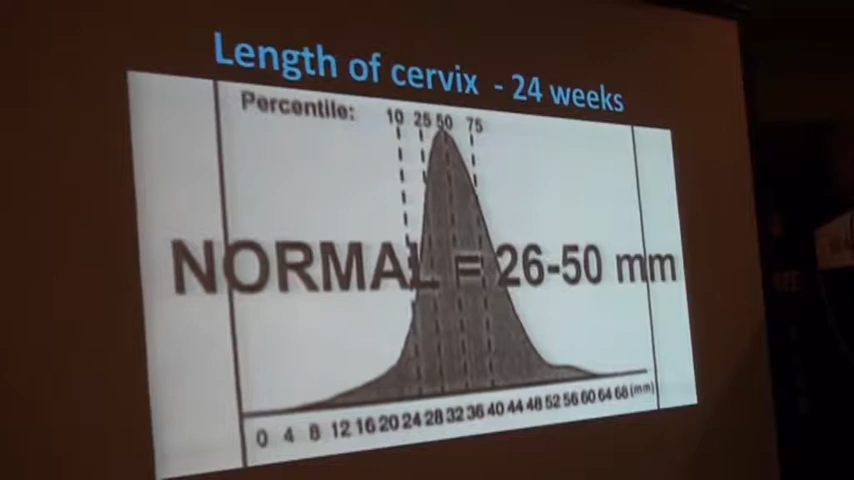 Length of cervix - 24 weeks
Percentile: 10 25 50 75
NORMAL = 26-50 mm
0 4 8 12 16 20 24 28 32 36 40 44 48 52 56 60 64 68 (mm)